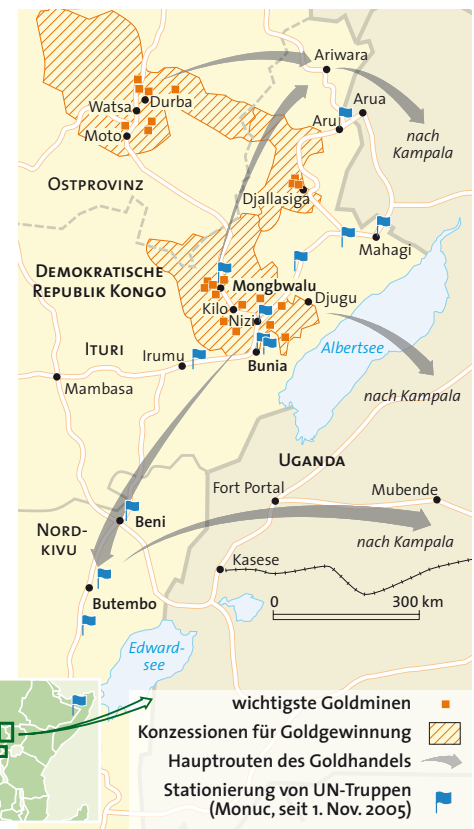 Ariwara
Arua
Watsa
Durba
Aru
Moto
nach
Kampala
OSTPROVINZ
Djallasiga
Mahagi
DEMOKRATISCHE
REPUBLIK KONGO
Mongbwalu
Kilo
Djugu
Nizi
ITURI
Irumu
Albertsee
Bunia
Mambasa
nach Kampala
UGANDA
Fort Portal
Mubende
Beni
NORD-
KIVU
nach Kampala
Kasese
Butembo
0 300 km
Edward-
see
wichtigste Goldminen
Konzessionen für Goldgewinnung
Hauptrouten des Goldhandels
Stationierung von UN-Truppen
(Monuc, seit 1. Nov. 2005)